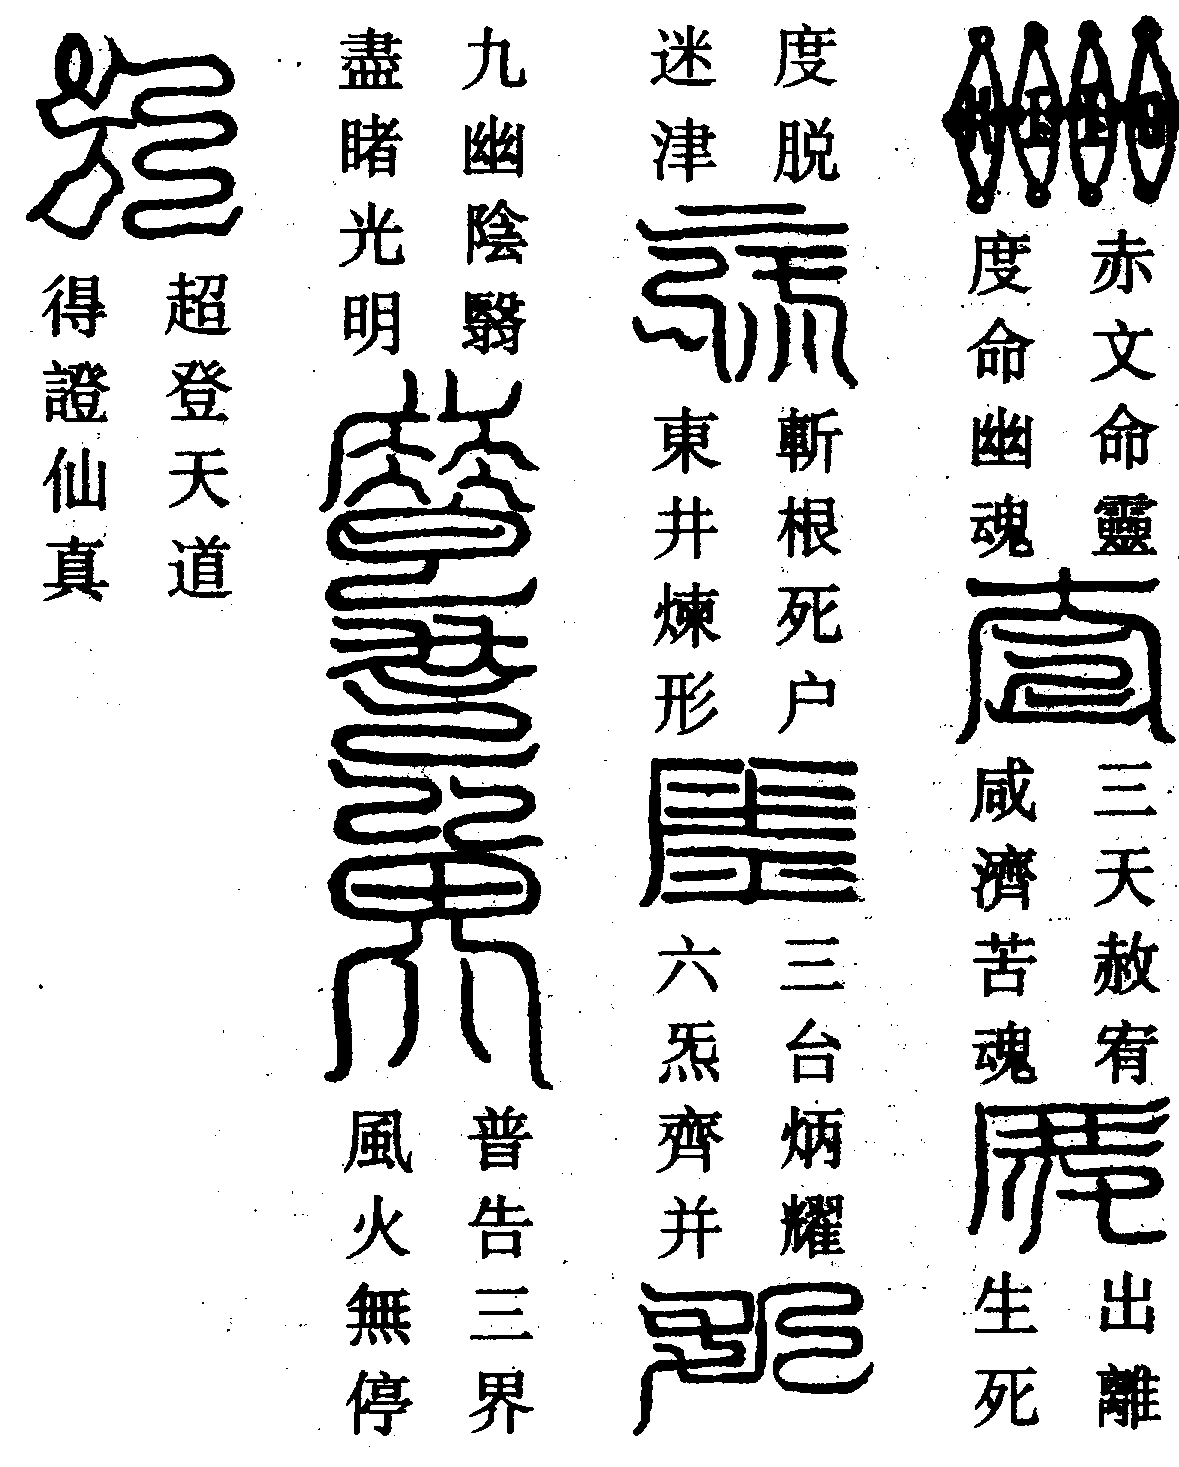 赤文命靈
度命幽魂
三天赦宥
咸濟苦魂
出離
生死
度脱
迷津
斬根死户
東井煉形
三台炳耀
六炁齊并
九幽陰翳
盡睹光明
普告三界
風火無停
超登天道
得證仙真